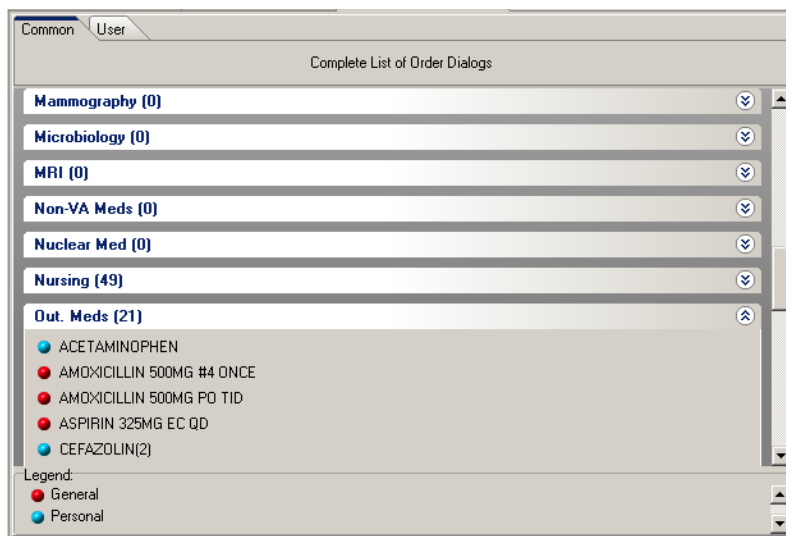 Common User
Complete List of Order Dialogs
Mammography (0)
Microbiology (0)
MRI (0)
Non-VA Meds (0)
Nuclear Med (0)
Nursing (49)
Out. Meds (21)
ACETAMINOPHEN
AMOXICILLIN 500MG #4 ONCE
AMOXICILLIN 500MG PO TID
ASPIRIN 325MG EC QD
CEFAZOLIN(2)
Legend:
General
Personal